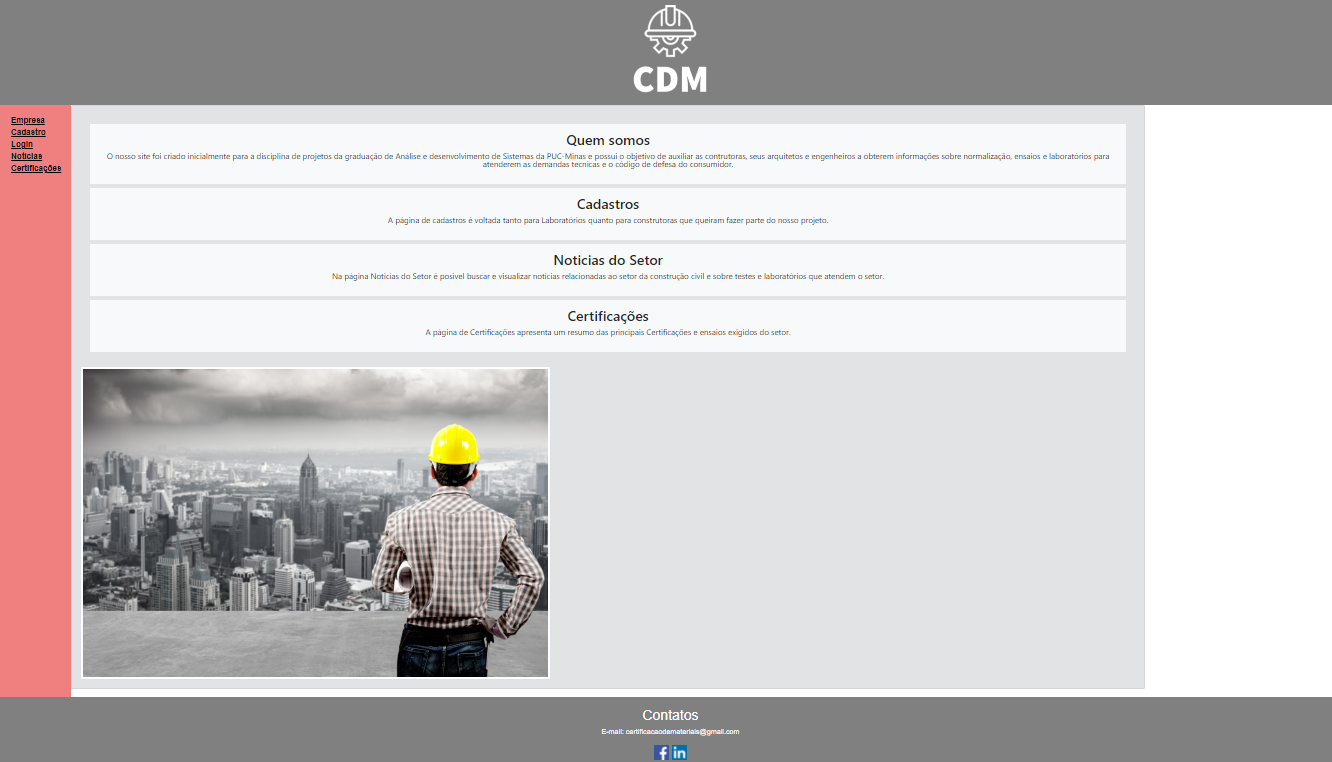 CDM
Empresa
Cadastro
Login
Noticias
Certificações
Quem somos
O nosso site foi criado inicialmente para a disciplina de projetos da graduação de Análise e desenvolvimento de Sistemas da PUC-Minas e possui o objetivo de auxiliar as contrutoras, seus arquitetos e engenheiros a obterem informações sobre normalização, ensaios e laboratórios para
atenderem as demandas tecnicas e o código de defesa do consumidor.
Cadastros
A página de cadastros é voltada tanto para Laboratórios quanto para construtoras que queiram fazer parte do nosso projeto.
Noticias do Setor
Na página Noticias do Setor é posivel buscar e visualizar noticias relacionadas ao setor da construção civil e sobre testes e laboratórios que atendem o setor.
Certificações
A página de Certificações apresenta um resumo das principais Certificações e ensaios exigidos do setor.
Contatos
E-mail: certificacaodemateriais@gmail.com